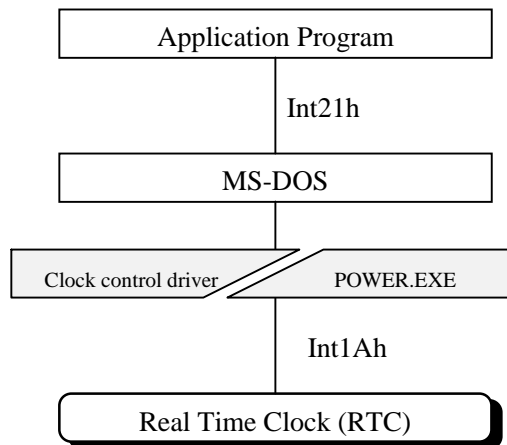 Application Program
Int21h
MS-DOS
Clock control driver POWER.EXE
Int1Ah
Real Time Clock (RTC)